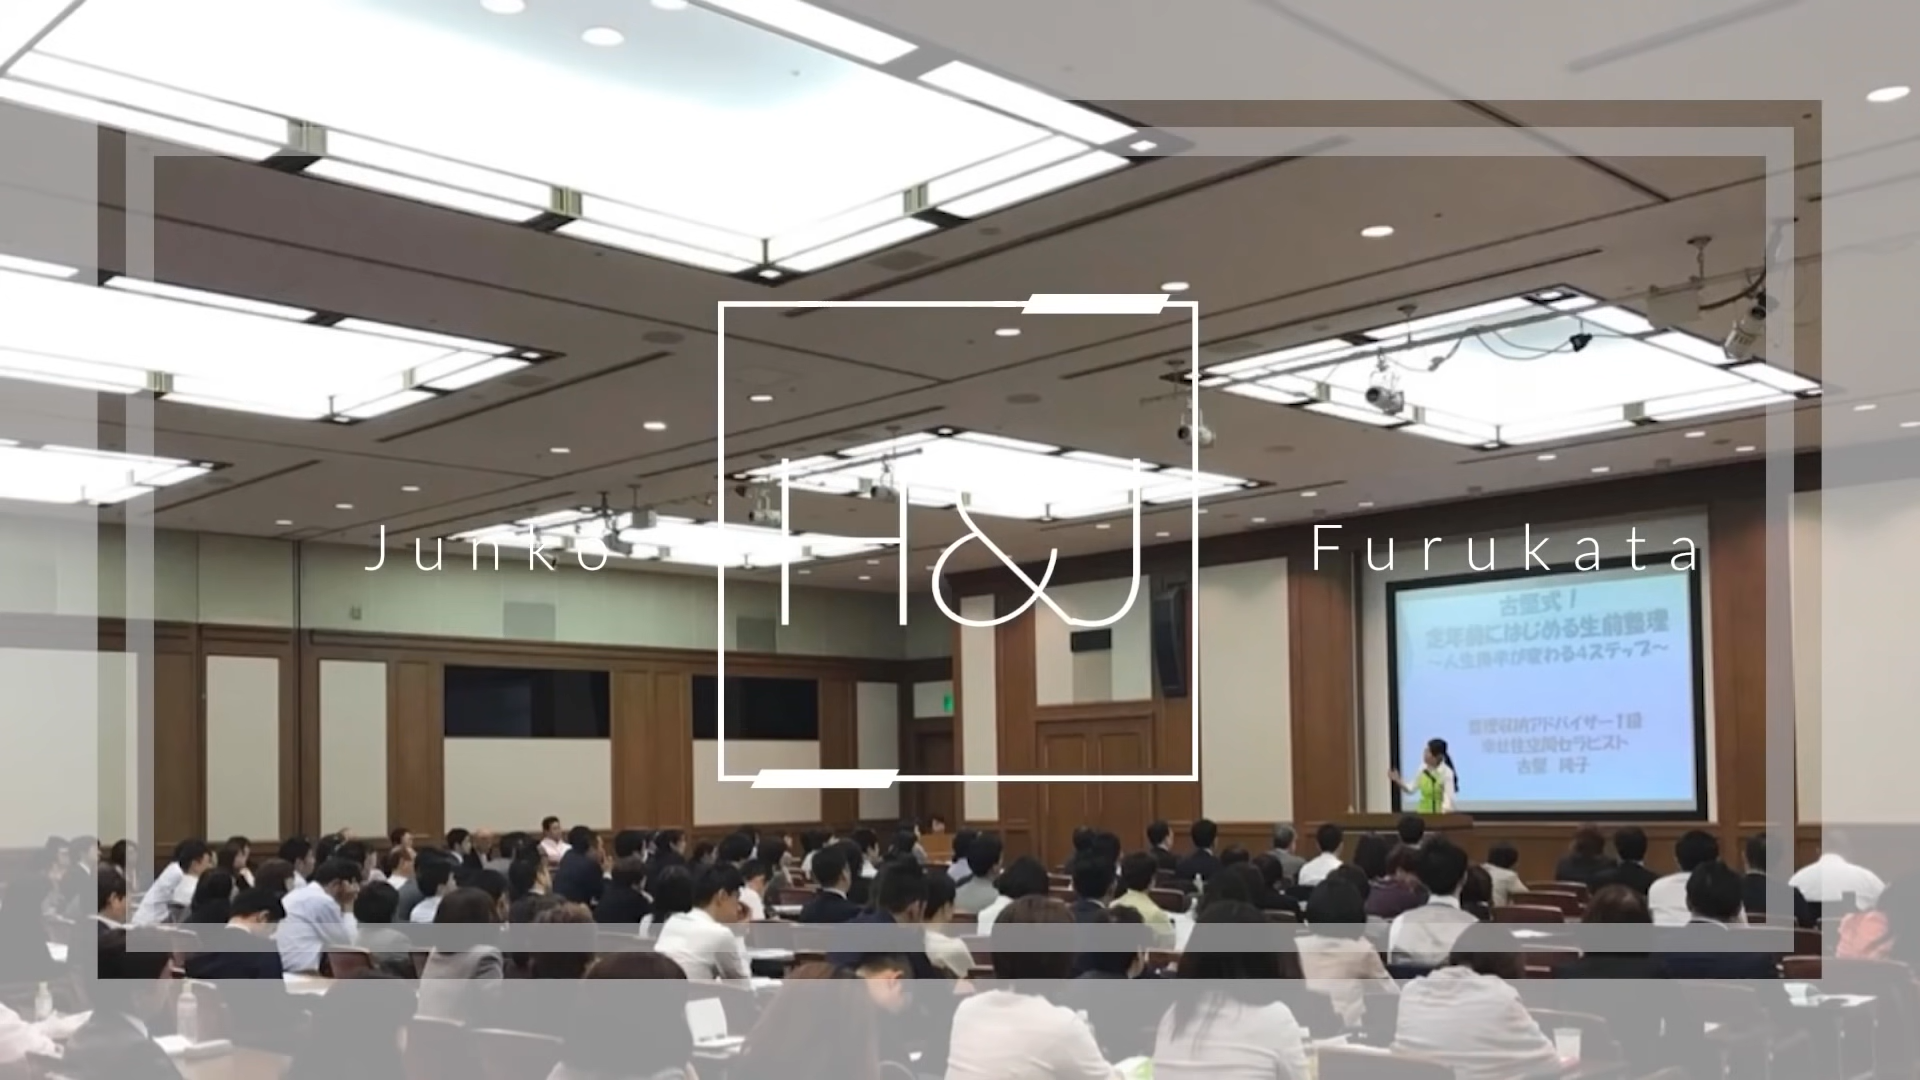 Junko
H&J
Furukata
古堅式!
定年前にはじめる生前整理
~人生後半が変わる4ステップ~
整理収納アドバイザー1級
幸せ住空間セラピスト
古堅 純子